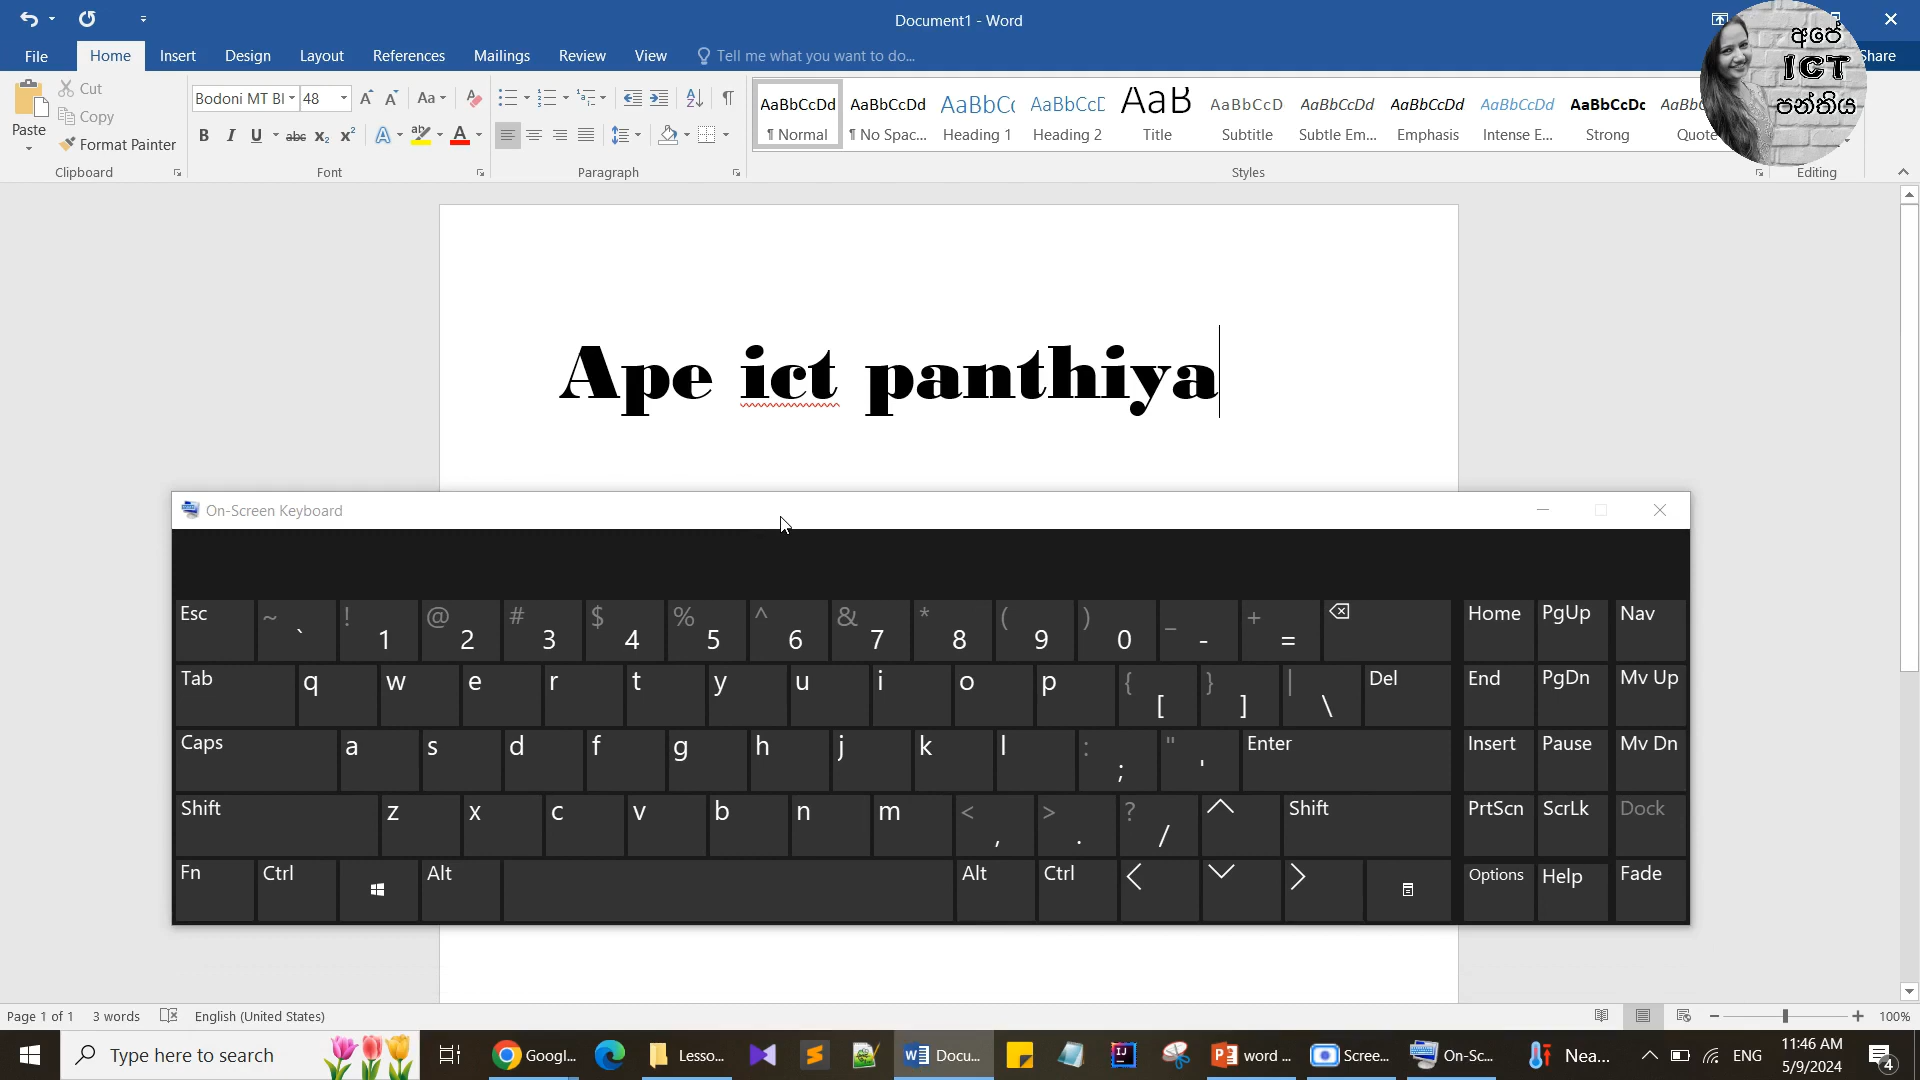 Document1 - Word
File Home Insert Design Layout References Mailings Review View Tell me what you want to do... Share
අපේ
ICT
පන්තිය
Paste Cut
Copy
Format Painter
Bodoni MT Bl 48 Aa
B I U abc X₂ X² A A
AaBbCcDd AaBbCcDd AaBbCc AaBbCcD AaB AaBbCcD AaBbCcDd AaBbCcDd AaBbCcDd AaBbCcDc AaBb
¶ Normal ¶ No Spac... Heading 1 Heading 2 Title Subtitle Subtle Em... Emphasis Intense E... Strong Quote
Clipboard Font Paragraph Styles Editing
Ape ict panthiya
On-Screen Keyboard
Esc ~ ` ! 1 @ 2 # 3 $ 4 % 5 ^ 6 & 7 * 8 ( 9 ) 0 _ - + = Home PgUp Nav
Tab q w e r t y u i o p { [ } ] | \ Del End PgDn Mv Up
Caps a s d f g h j k l : ; " ' Enter Insert Pause Mv Dn
Shift z x c v b n m < , > . ? / Shift PrtScn ScrLk Dock
Fn Ctrl Alt Alt Ctrl Options Help Fade
Page 1 of 1 3 words English (United States) 100%
Type here to search Googl... Lesso... Docu... word ... Scree... On-Sc... Nea... ENG 11:46 AM
5/9/2024 4